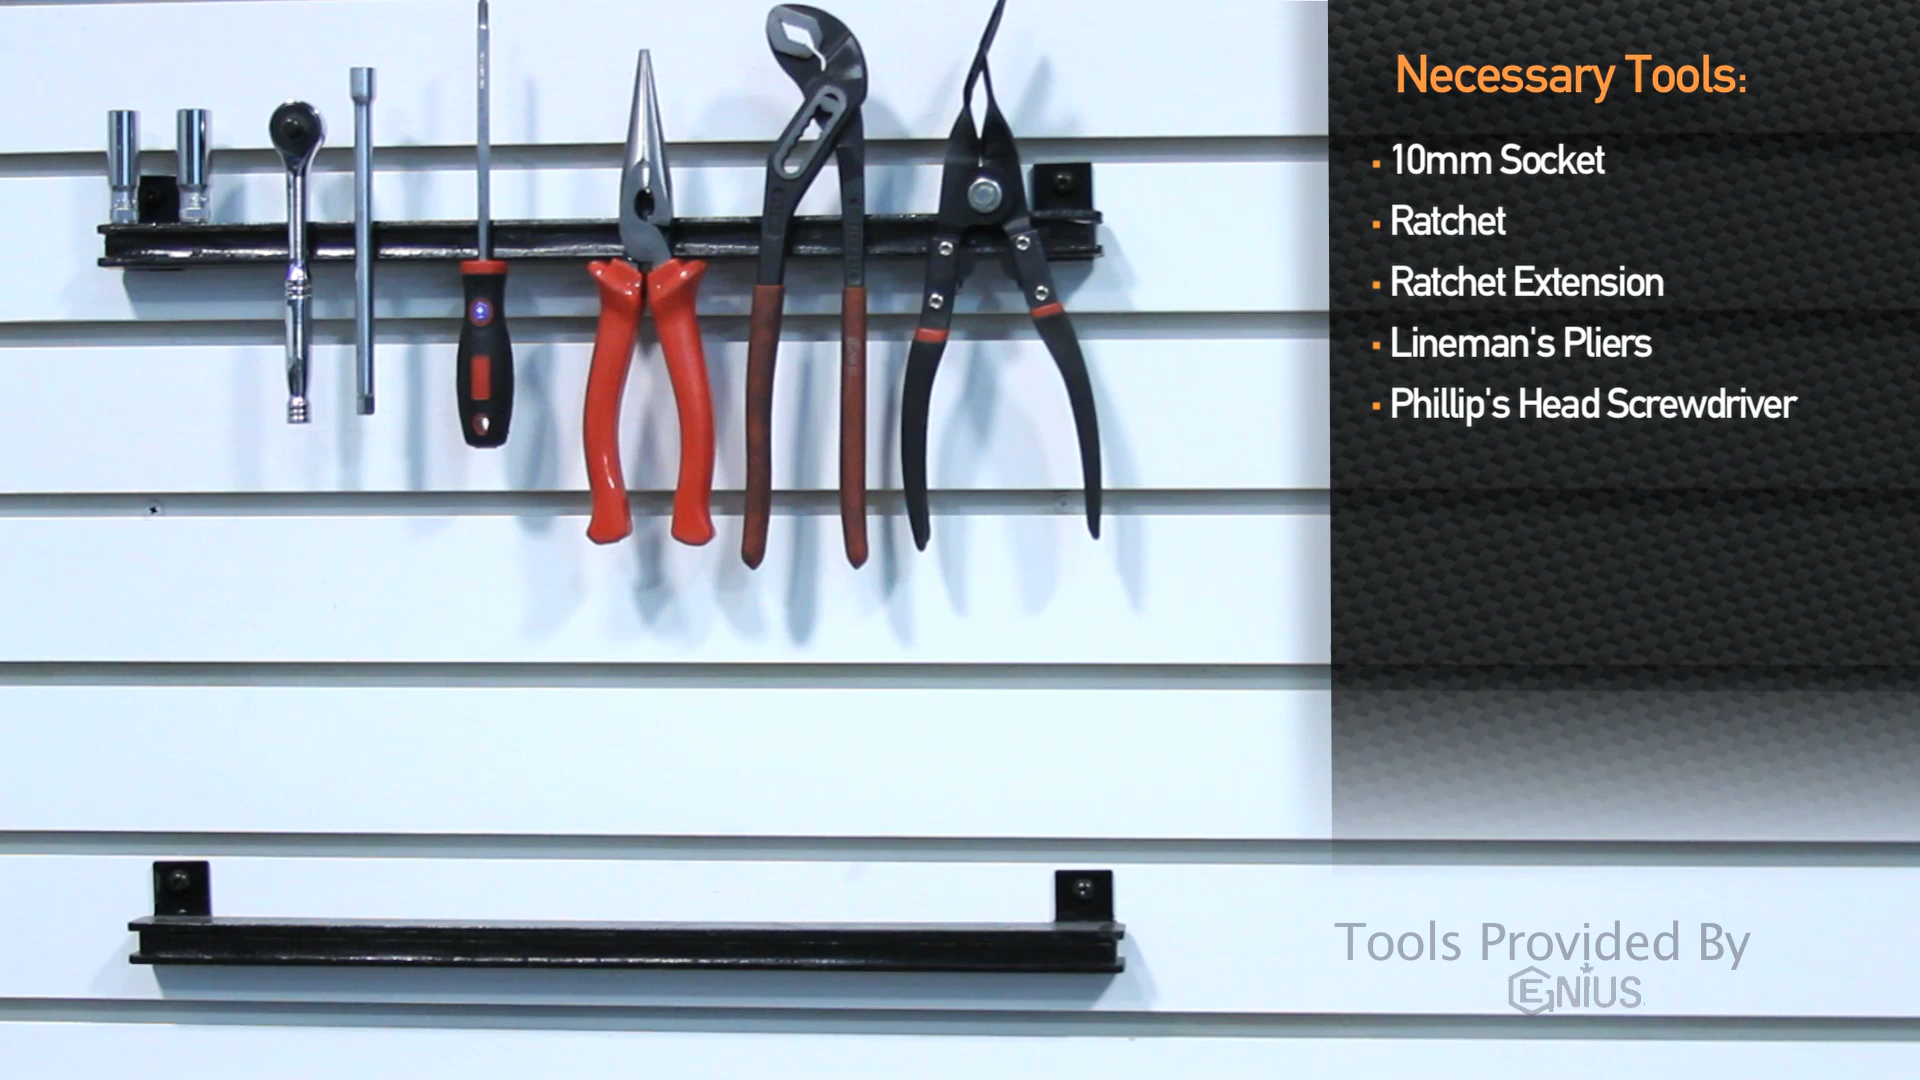 Necessary Tools:
10mm Socket
Ratchet
Ratchet Extension
Lineman's Pliers
Phillip's Head Screwdriver
Tools Provided By
GENIUS